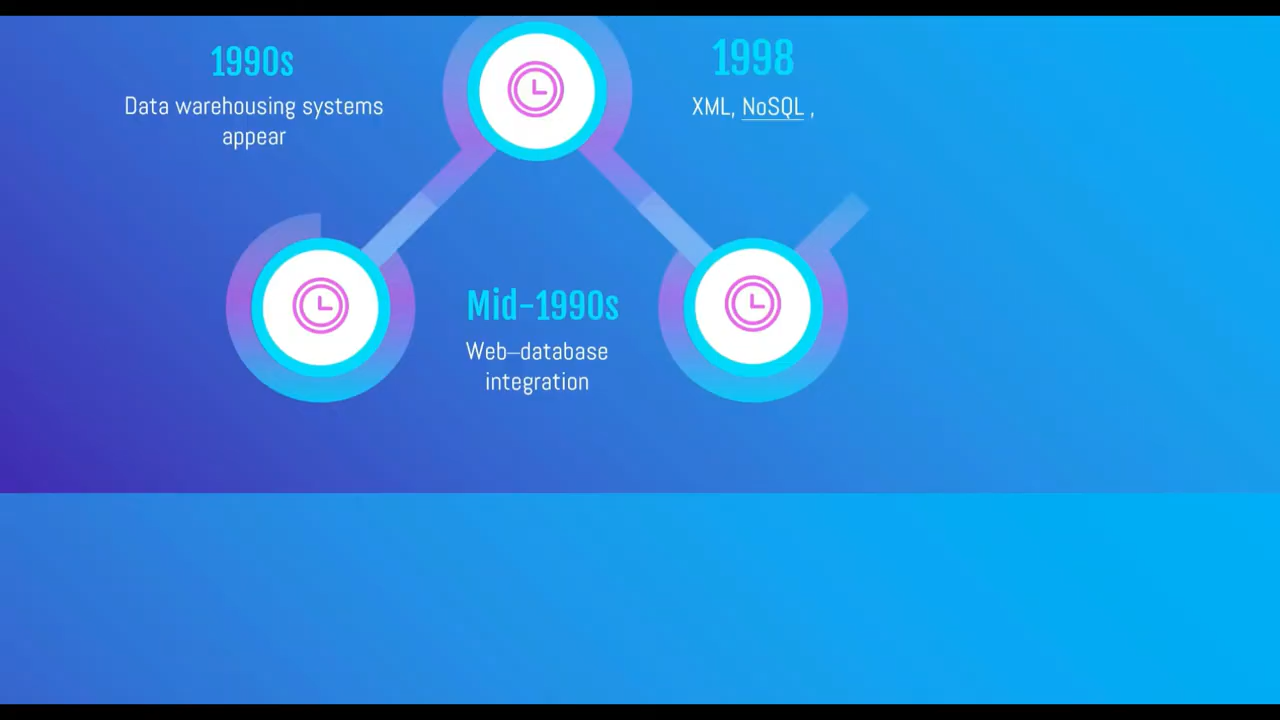 1990s
Data warehousing systems
appear
Mid-1990s
Web–database
integration
1998
XML, NoSQL ,